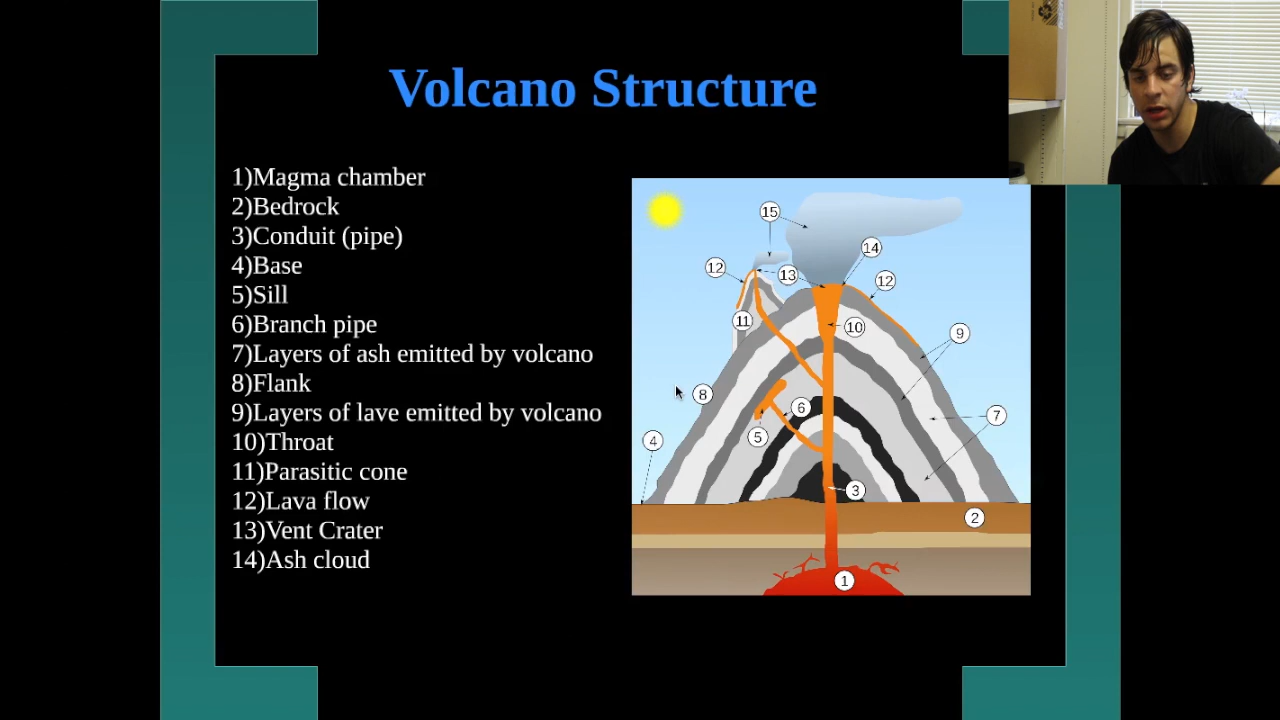 Volcano Structure
1)Magma chamber
2)Bedrock
3)Conduit (pipe)
4)Base
5)Sill
6)Branch pipe
7)Layers of ash emitted by volcano
8)Flank
9)Layers of lave emitted by volcano
10)Throat
11)Parasitic cone
12)Lava flow
13)Vent Crater
14)Ash cloud
15
14
12
13
12
11
10
9
8
6
7
5
4
3
2
1